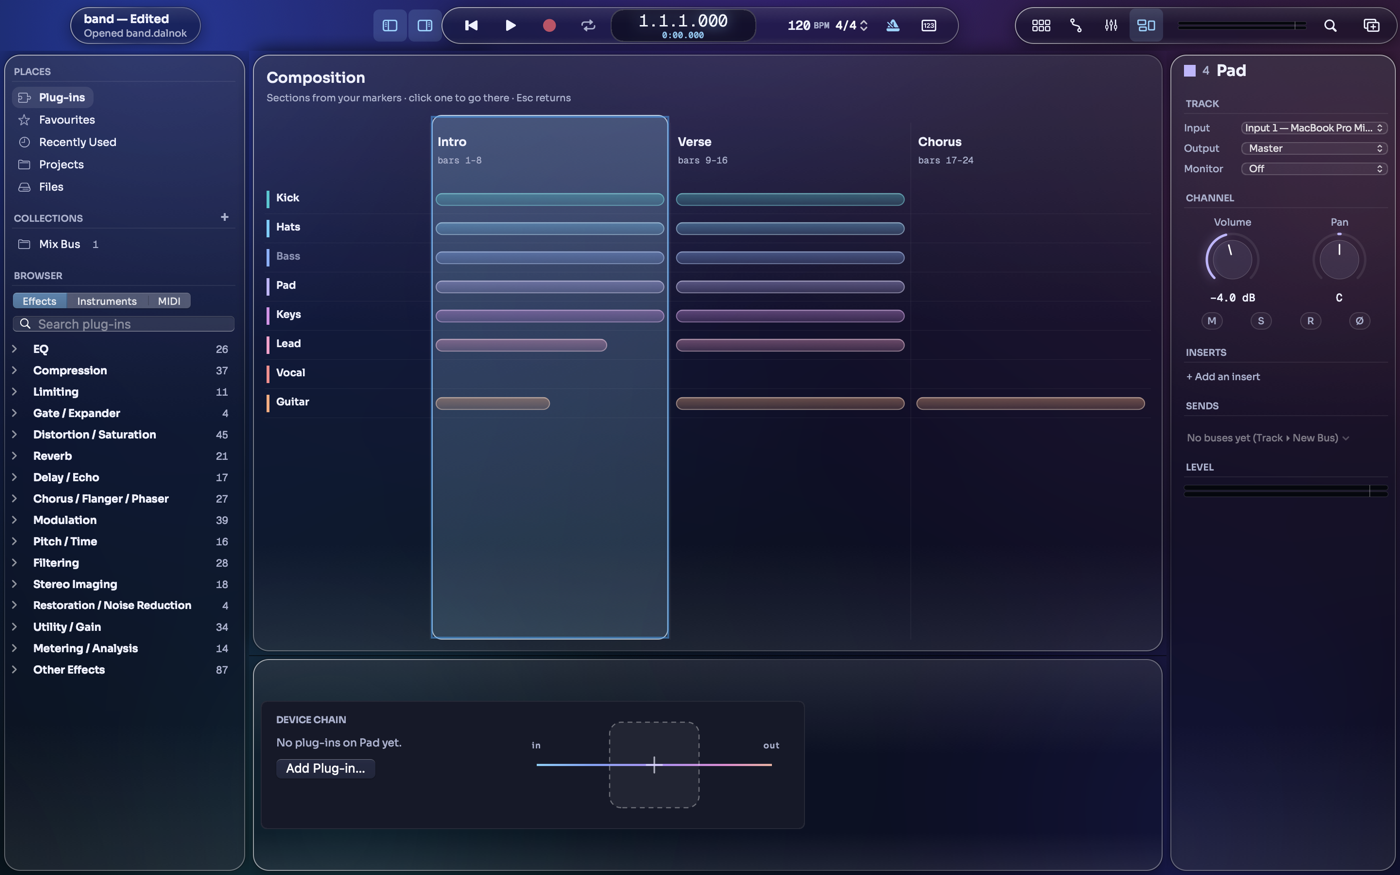 band — Edited
Opened band.dalnok
1.1.1.000
0:00.000
120 BPM 4/4
123
PLACES
Plug-ins
Favourites
Recently Used
Projects
Files
COLLECTIONS +
Mix Bus 1
BROWSER
Effects Instruments MIDI
Search plug-ins
EQ 26
Compression 37
Limiting 11
Gate / Expander 4
Distortion / Saturation 45
Reverb 21
Delay / Echo 17
Chorus / Flanger / Phaser 27
Modulation 39
Pitch / Time 16
Filtering 28
Stereo Imaging 18
Restoration / Noise Reduction 4
Utility / Gain 34
Metering / Analysis 14
Other Effects 87
Composition
Sections from your markers · click one to go there · Esc returns
Intro Verse Chorus
bars 1–8 bars 9–16 bars 17–24
Kick
Hats
Bass
Pad
Keys
Lead
Vocal
Guitar
DEVICE CHAIN
No plug-ins on Pad yet.
Add Plug-in...
in out
4 Pad
TRACK
Input Input 1 — MacBook Pro Mi...
Output Master
Monitor Off
CHANNEL
Volume Pan
−4.0 dB C
M S R Ø
INSERTS
+ Add an insert
SENDS
No buses yet (Track ▸ New Bus)
LEVEL